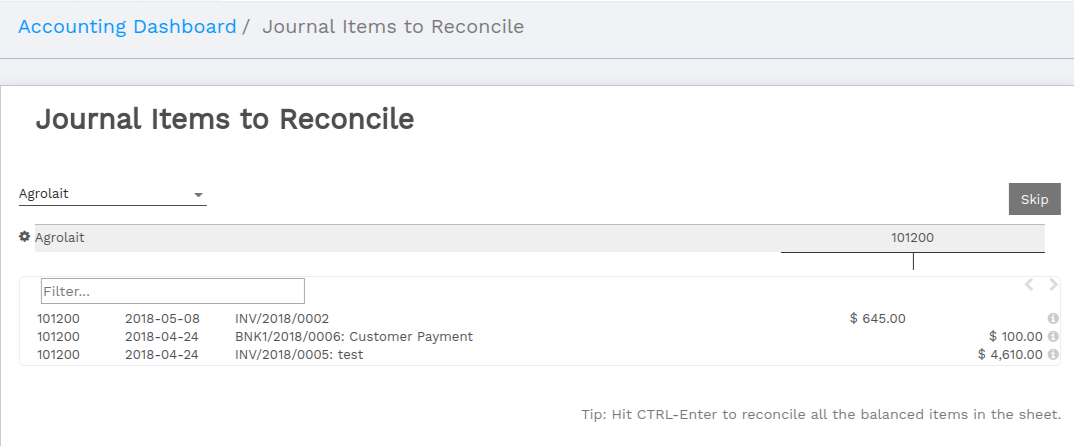 Accounting Dashboard / Journal Items to Reconcile
Journal Items to Reconcile
Agrolait
Skip
Agrolait 101200
Filter...
101200 2018-05-08 INV/2018/0002 $ 645.00
101200 2018-04-24 BNK1/2018/0006: Customer Payment $ 100.00
101200 2018-04-24 INV/2018/0005: test $ 4,610.00
Tip: Hit CTRL-Enter to reconcile all the balanced items in the sheet.